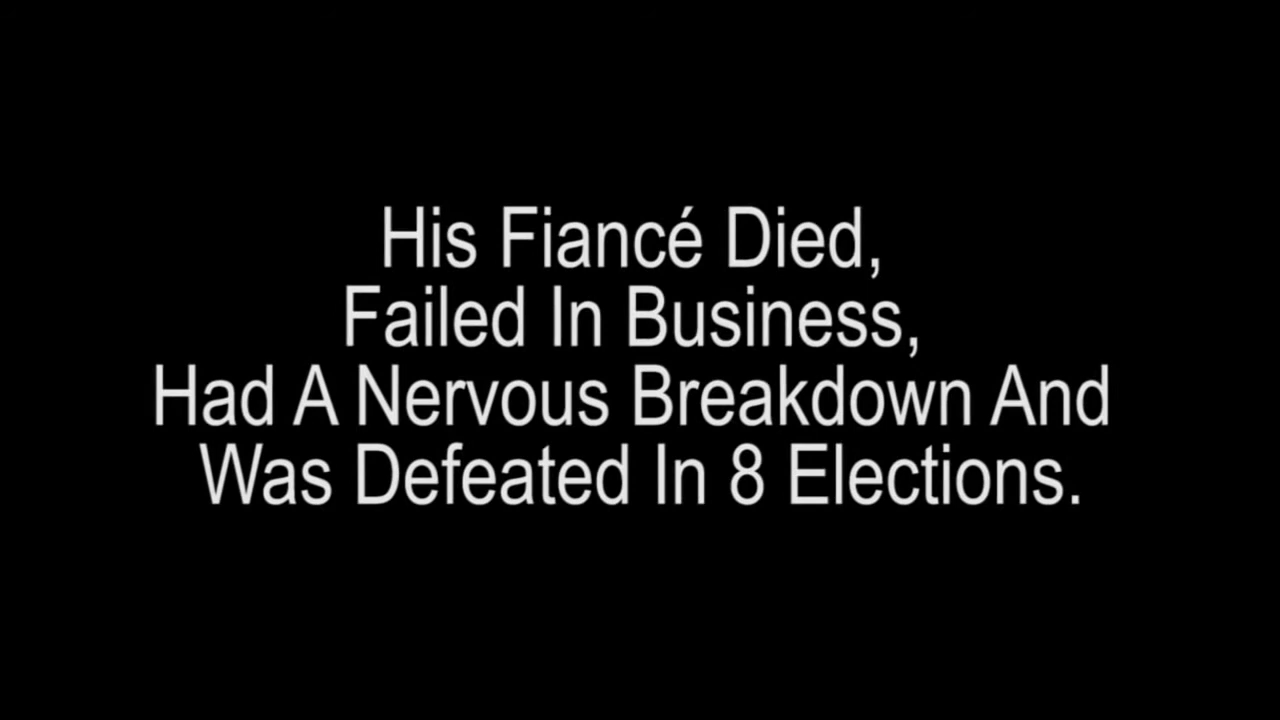 His Fiancé Died,
Failed In Business,
Had A Nervous Breakdown And
Was Defeated In 8 Elections.